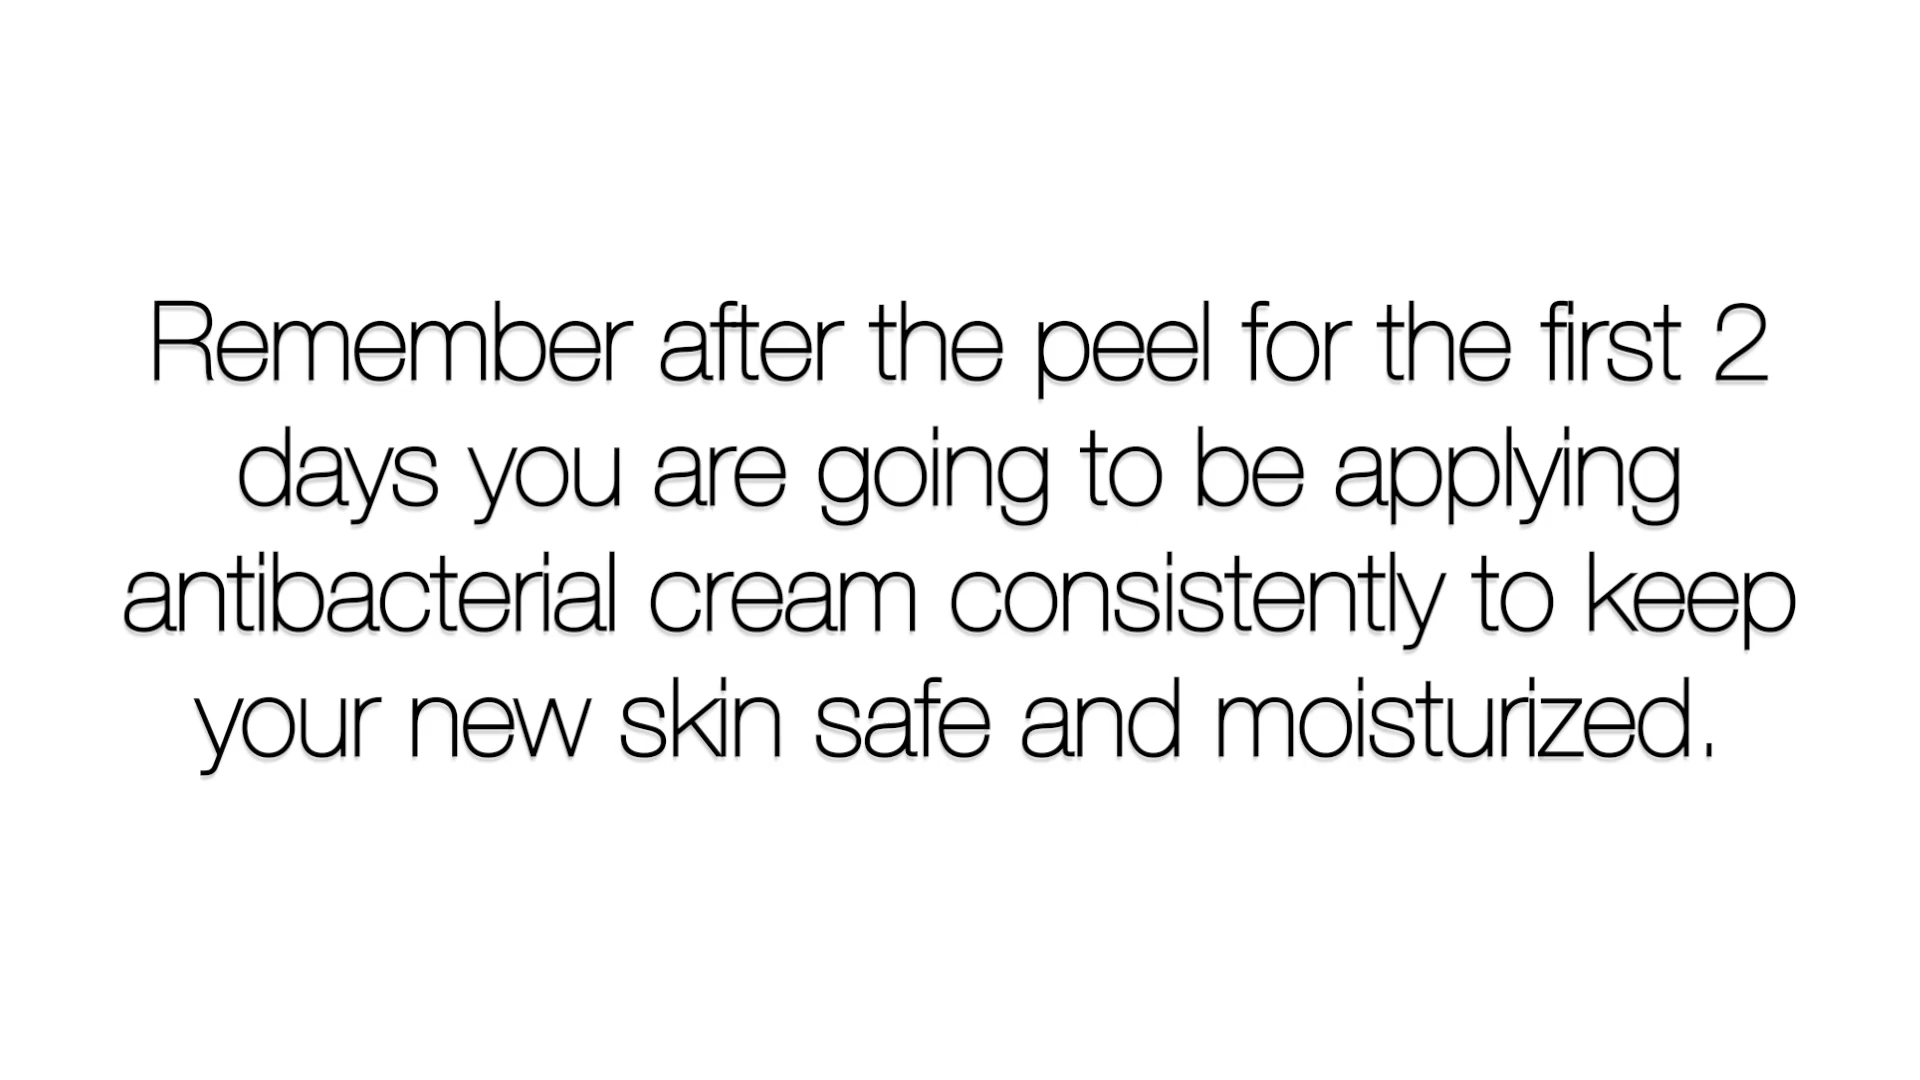 Remember after the peel for the first 2
days you are going to be applying
antibacterial cream consistently to keep
your new skin safe and moisturized.